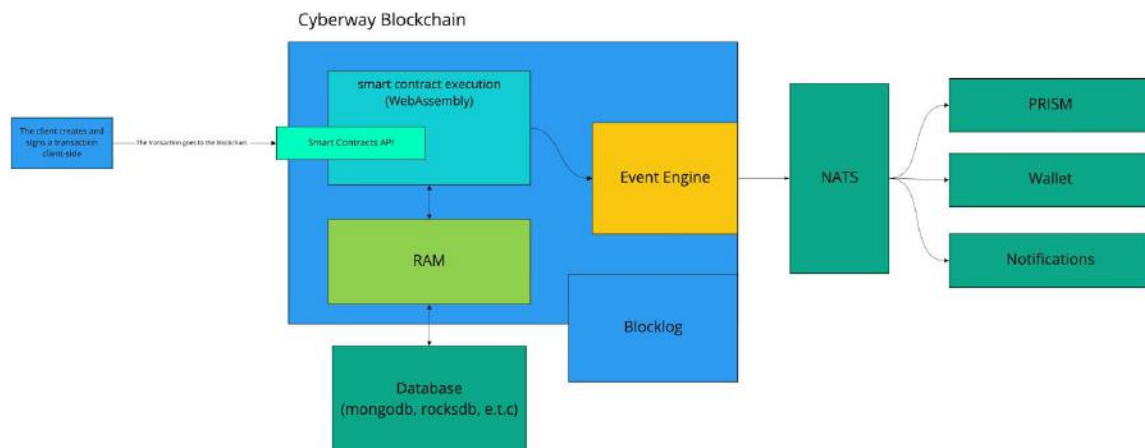 Cyberway Blockchain
The client creates and
signs a transaction
client-side
The transaction goes to the blockchain
Smart Contracts API
smart contract execution
(WebAssembly)
RAM
Database
(mongodb, rocksdb, e.t.c)
Event Engine
Blocklog
NATS
PRISM
Wallet
Notifications